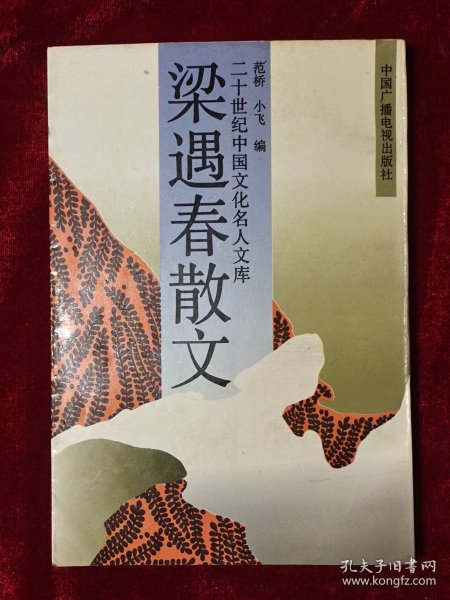 中国广播电视出版社
范桥 小飞 编
二十世纪中国文化名人文库
梁遇春散文
孔夫子旧书网
www.kongfz.com